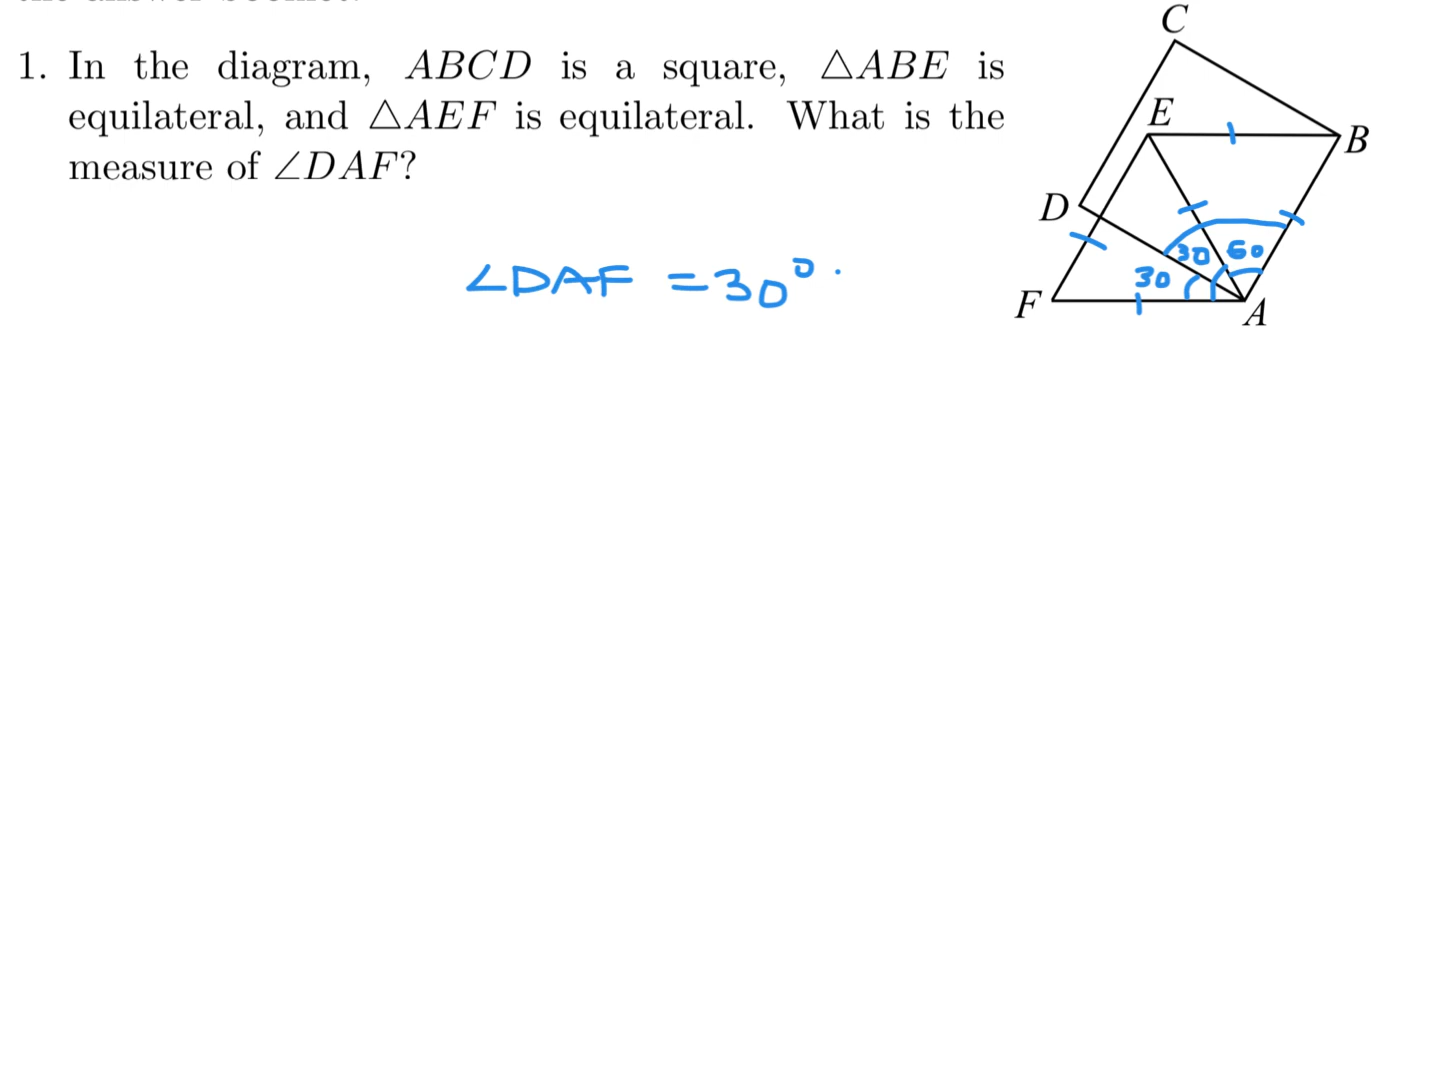 1. In the diagram, ABCD is a square, △ABE is
equilateral, and △AEF is equilateral. What is the
measure of ∠DAF?
∠DAF = 30°.
C
E
B
D
30 60
30
F
A